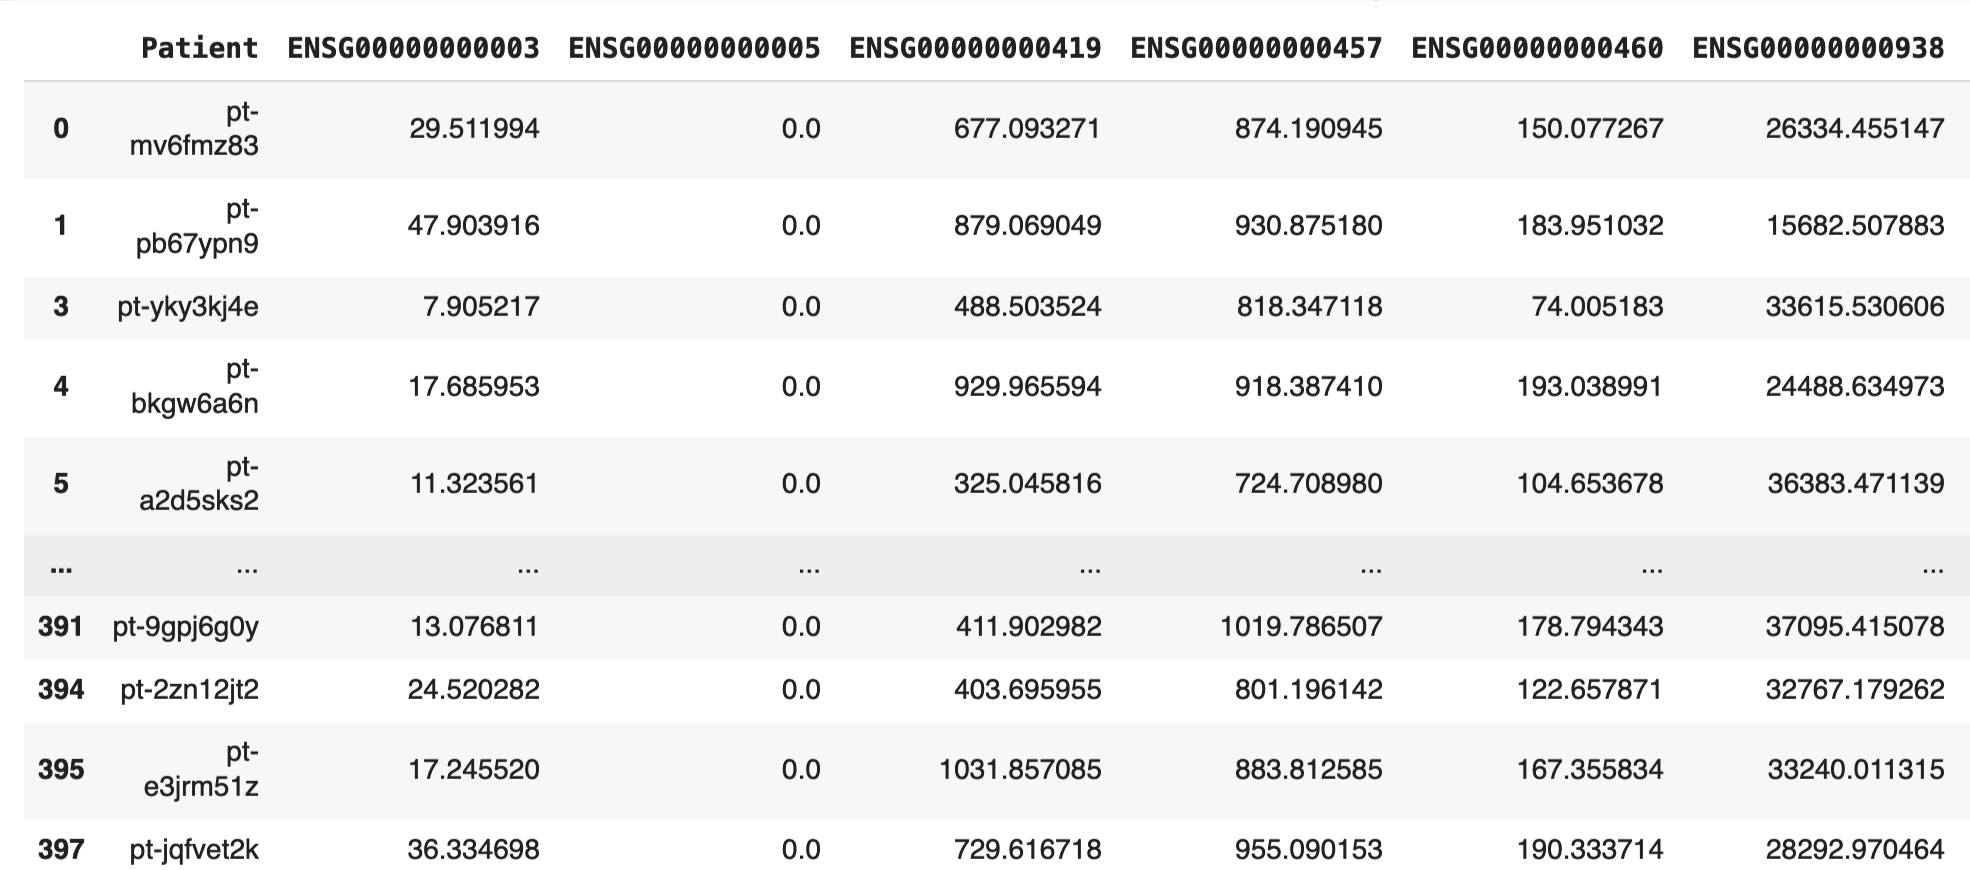 Patient ENSG00000000003 ENSG00000000005 ENSG00000000419 ENSG00000000457 ENSG00000000460 ENSG00000000938
0 pt-mv6fmz83 29.511994 0.0 677.093271 874.190945 150.077267 26334.455147
1 pt-pb67ypn9 47.903916 0.0 879.069049 930.875180 183.951032 15682.507883
3 pt-yky3kj4e 7.905217 0.0 488.503524 818.347118 74.005183 33615.530606
4 pt-bkgw6a6n 17.685953 0.0 929.965594 918.387410 193.038991 24488.634973
5 pt-a2d5sks2 11.323561 0.0 325.045816 724.708980 104.653678 36383.471139
... ... ... ... ... ... ... ...
391 pt-9gpj6g0y 13.076811 0.0 411.902982 1019.786507 178.794343 37095.415078
394 pt-2zn12jt2 24.520282 0.0 403.695955 801.196142 122.657871 32767.179262
395 pt-e3jrm51z 17.245520 0.0 1031.857085 883.812585 167.355834 33240.011315
397 pt-jqfvet2k 36.334698 0.0 729.616718 955.090153 190.333714 28292.970464